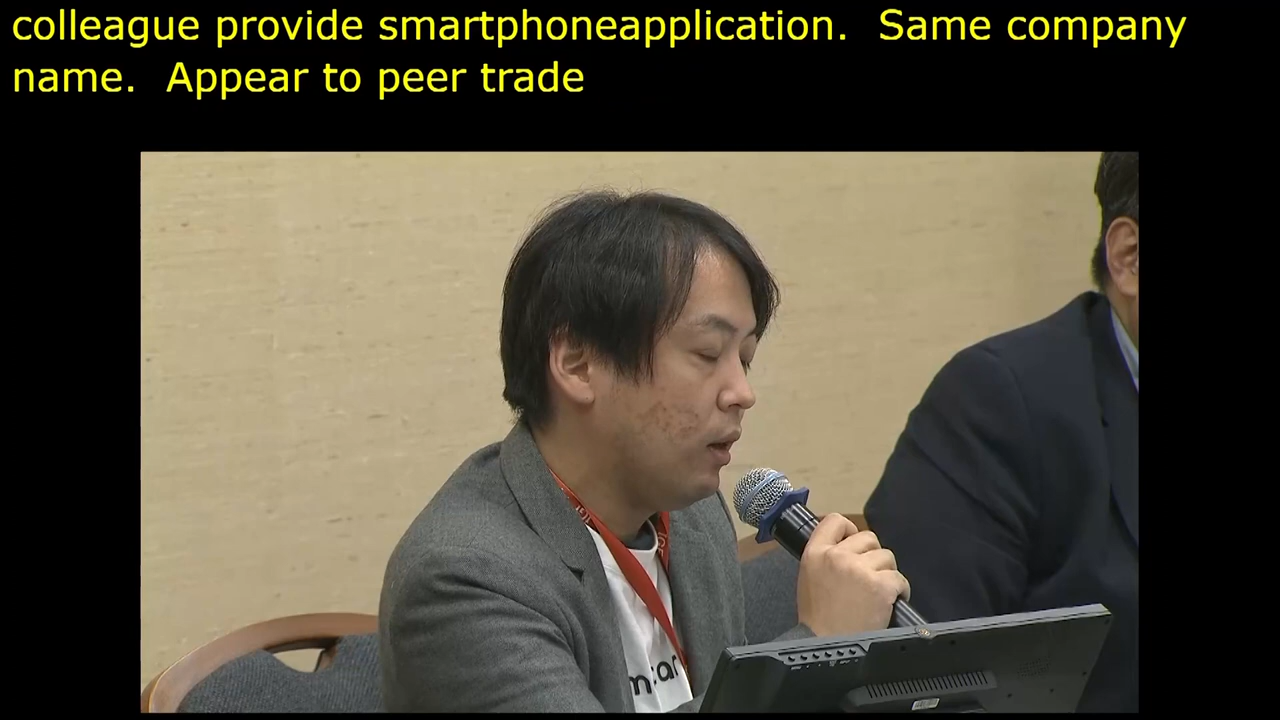 colleague provide smartphoneapplication.  Same company
name.  Appear to peer trade